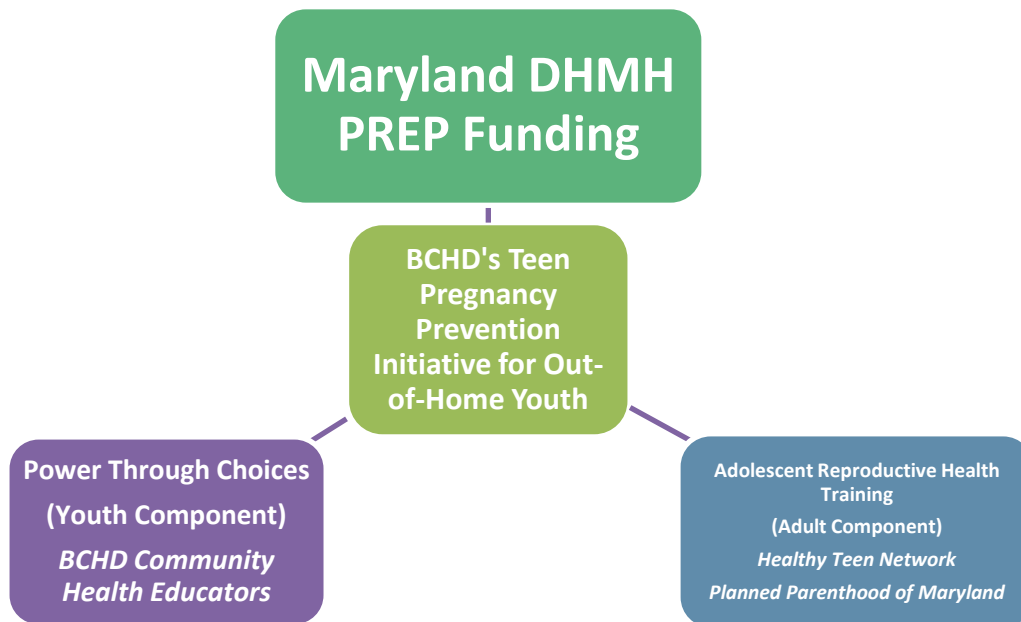 Maryland DHMH
PREP Funding
BCHD's Teen
Pregnancy
Prevention
Initiative for Out-
of-Home Youth
Power Through Choices
(Youth Component)
BCHD Community
Health Educators
Adolescent Reproductive Health
Training
(Adult Component)
Healthy Teen Network
Planned Parenthood of Maryland